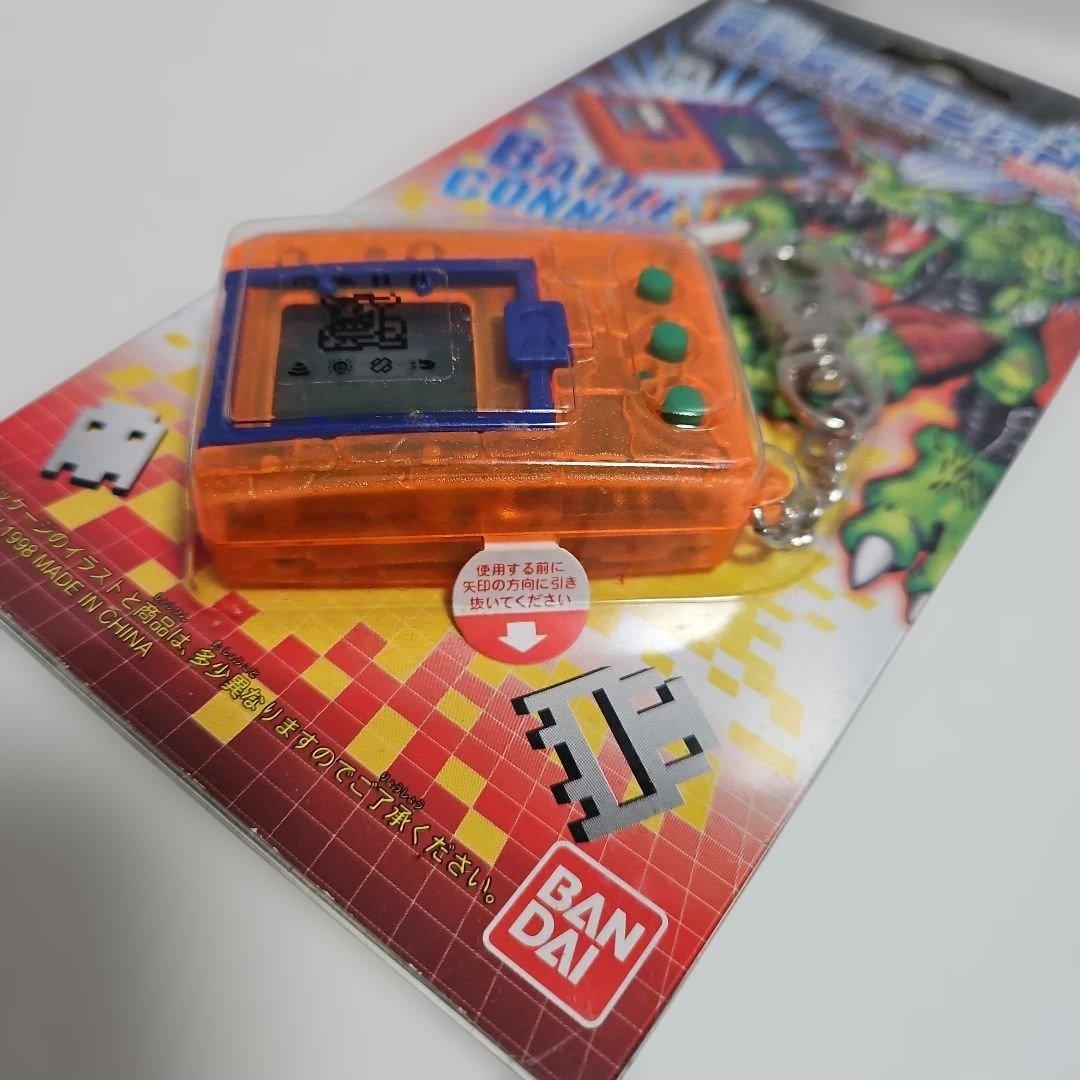 BATTLE
CONNE
使用する前に
矢印の方向に引き
抜いてください
ッケージのイラストと商品は、多少異なりますのでご了承ください。
1998 MADE IN CHINA
BAN
DAI